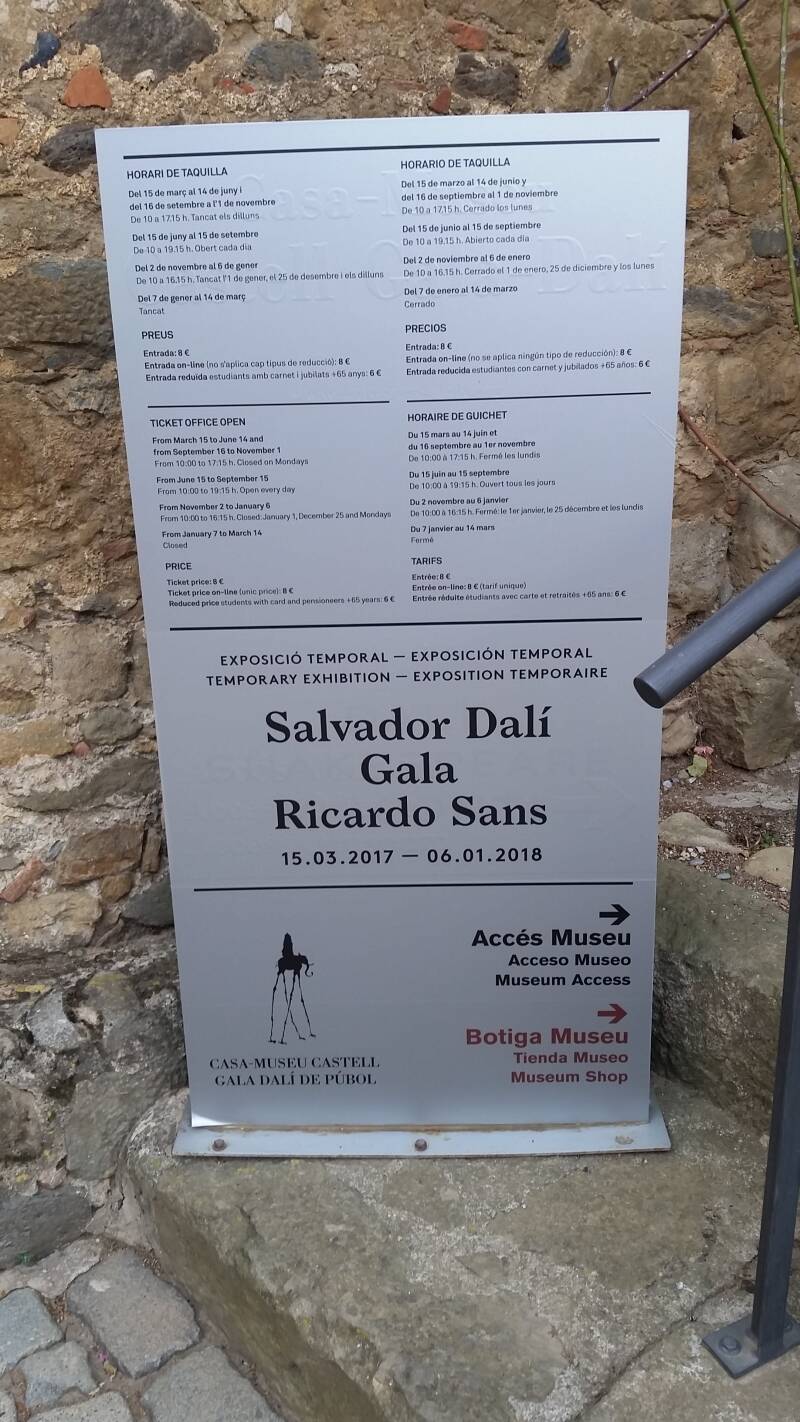 HORARI DE TAQUILLA
Del 15 de març al 14 de juny i
del 16 de setembre a l'1 de novembre
De 10 a 17.15 h. Tancat els dilluns
Del 15 de juny al 15 de setembre
De 10 a 19.15 h. Obert cada dia
Del 2 de novembre al 6 de gener
De 10 a 16.15 h. Tancat l'1 de gener, el 25 de desembre i els dilluns
Del 7 de gener al 14 de març
Tancat
PREUS
Entrada: 8 €
Entrada on-line (no s'aplica cap tipus de reducció): 8 €
Entrada reduïda estudiants amb carnet i jubilats +65 anys: 6 €
HORARIO DE TAQUILLA
Del 15 de marzo al 14 de junio y
del 16 de septiembre al 1 de noviembre
De 10 a 17.15 h. Cerrado los lunes
Del 15 de junio al 15 de septiembre
De 10 a 19.15 h. Abierto cada día
Del 2 de noviembre al 6 de enero
De 10 a 16.15 h. Cerrado el 1 de enero, 25 de diciembre y los lunes
Del 7 de enero al 14 de marzo
Cerrado
PRECIOS
Entrada: 8 €
Entrada on-line (no se aplica ningún tipo de reducción): 8 €
Entrada reducida estudiantes con carnet y jubilados +65 años: 6 €
TICKET OFFICE OPEN
From March 15 to June 14 and
from September 16 to November 1
From 10:00 to 17:15 h. Closed on Mondays
From June 15 to September 15
From 10:00 to 19:15 h. Open every day
From November 2 to January 6
From 10:00 to 16:15 h. Closed: January 1, December 25 and Mondays
From January 7 to March 14
Closed
PRICE
Ticket price: 8 €
Ticket price on-line (unic price): 8 €
Reduced price students with card and pensioneers +65 years: 6 €
HORAIRE DE GUICHET
Du 15 mars au 14 juin et
du 16 septembre au 1er novembre
De 10:00 à 17:15 h. Fermé les lundis
Du 15 juin au 15 septembre
De 10:00 à 19:15 h. Ouvert tous les jours
Du 2 novembre au 6 janvier
De 10:00 à 16:15 h. Fermé: le 1er janvier, le 25 décembre et les lundis
Du 7 janvier au 14 mars
Fermé
TARIFS
Entrée: 8 €
Entrée on-line: 8 € (tarif unique)
Entrée réduite étudiants avec carte et retraités +65 ans: 6 €
EXPOSICIÓ TEMPORAL — EXPOSICIÓN TEMPORAL
TEMPORARY EXHIBITION — EXPOSITION TEMPORAIRE
Salvador Dalí
Gala
Ricardo Sans
15.03.2017 — 06.01.2018
CASA-MUSEU CASTELL
GALA DALÍ DE PÚBOL
Accés Museu
Acceso Museo
Museum Access
Botiga Museu
Tienda Museo
Museum Shop